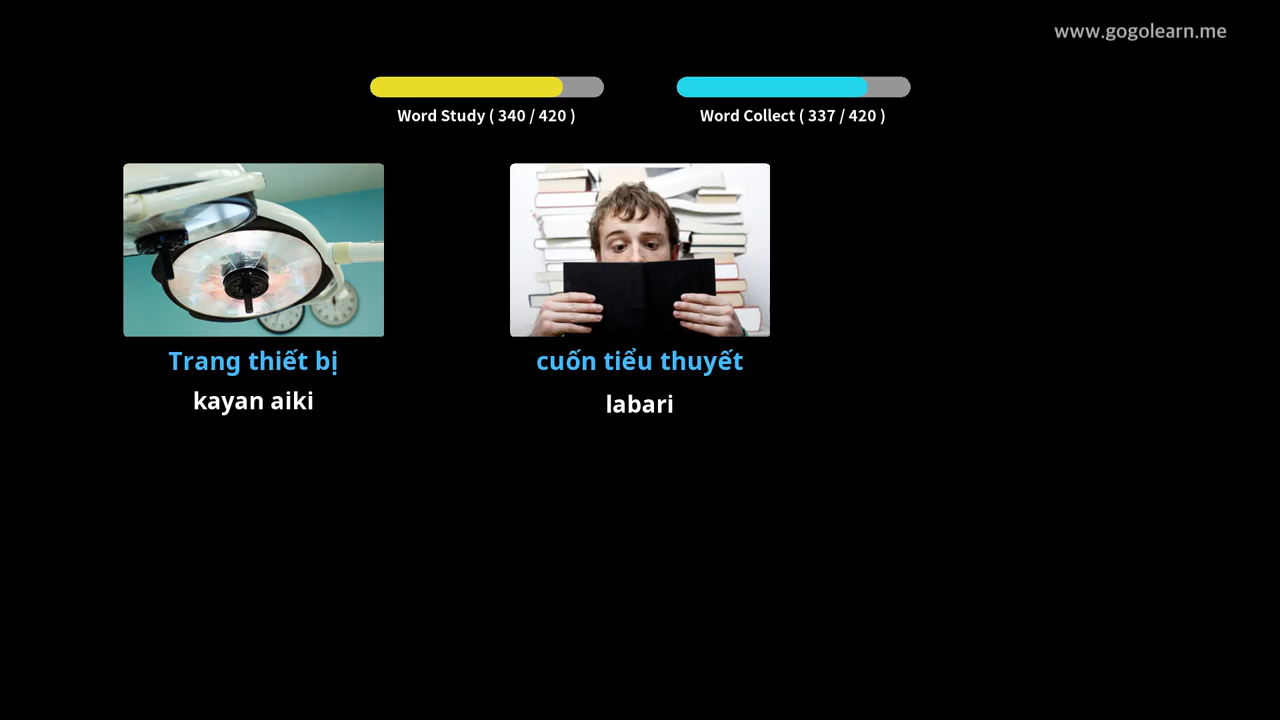 www.gogolearn.me
Word Study ( 340 / 420 )
Word Collect ( 337 / 420 )
Trang thiết bị
kayan aiki
cuốn tiểu thuyết
labari